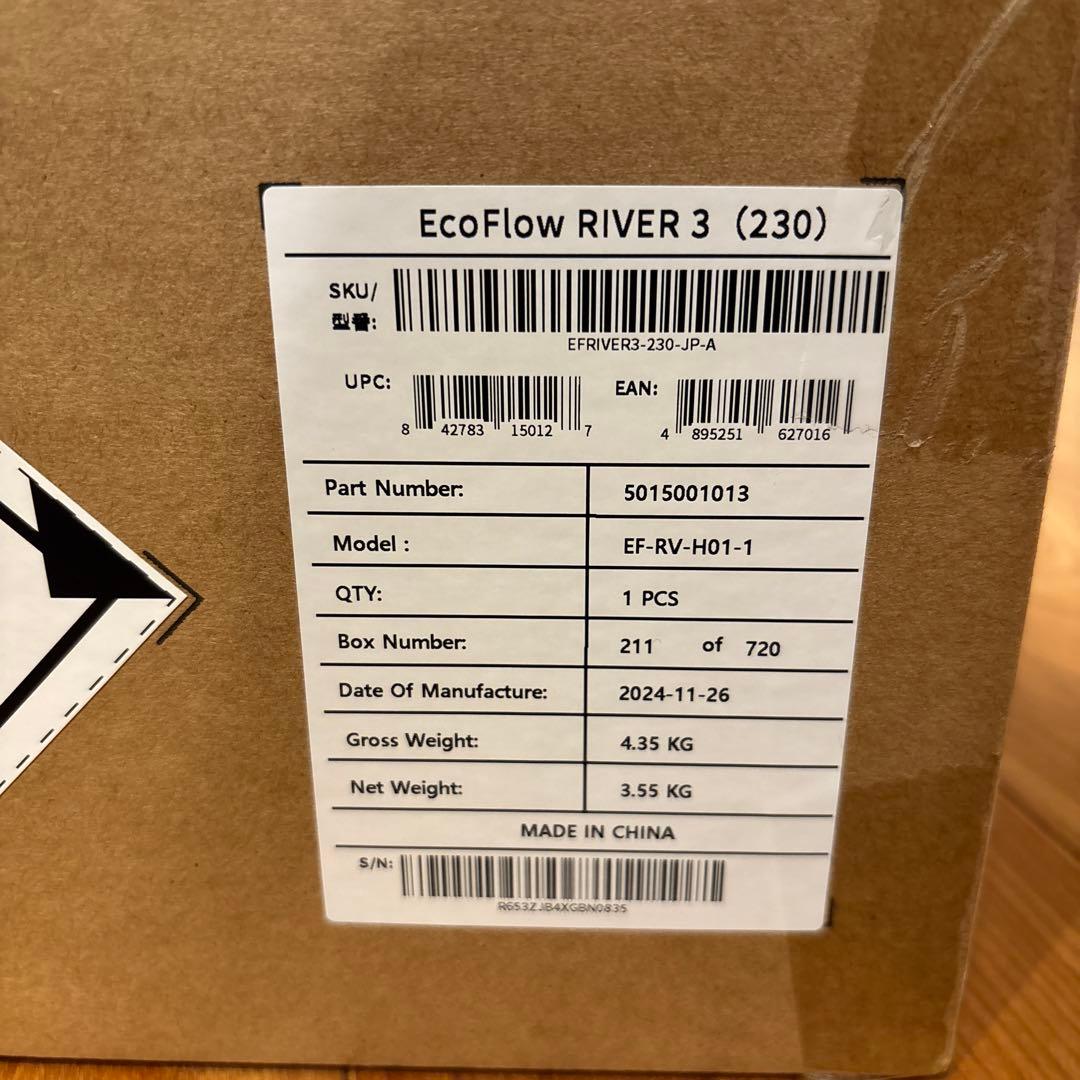 EcoFlow RIVER 3（230）
SKU/
型番:
EFRIVER3-230-JP-A
UPC:
8 42783 15012 7
EAN:
4 895251 627016
Part Number: 5015001013
Model : EF-RV-H01-1
QTY: 1 PCS
Box Number: 211 of 720
Date Of Manufacture: 2024-11-26
Gross Weight: 4.35 KG
Net Weight: 3.55 KG
MADE IN CHINA
S/N:
R653ZJB4XGBN0835